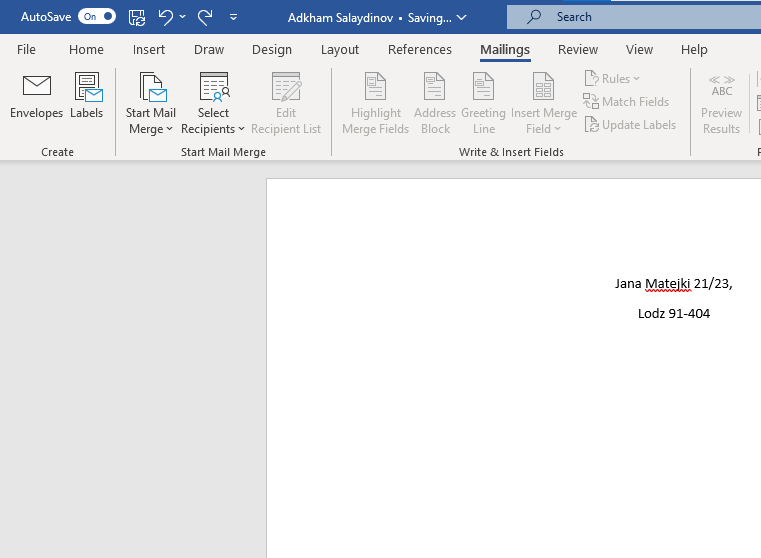 AutoSave On Adkham Salaydinov • Saving... Search
File Home Insert Draw Design Layout References Mailings Review View Help
Envelopes Labels Start Mail Merge Select Recipients Edit Recipient List Highlight Merge Fields Address Block Greeting Line Insert Merge Field Rules Match Fields Update Labels ABC Preview Results
Create Start Mail Merge Write & Insert Fields
Jana Matejki 21/23,
Lodz 91-404